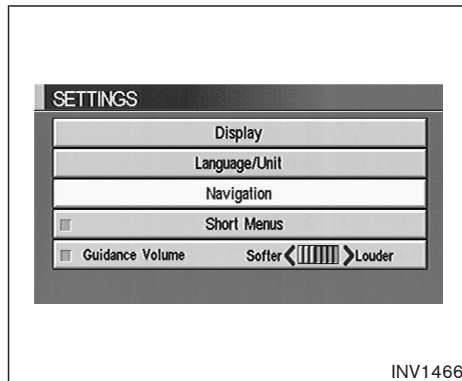 SETTINGS
Display
Language/Unit
Navigation
Short Menus
Guidance Volume Softer Louder
INV1466